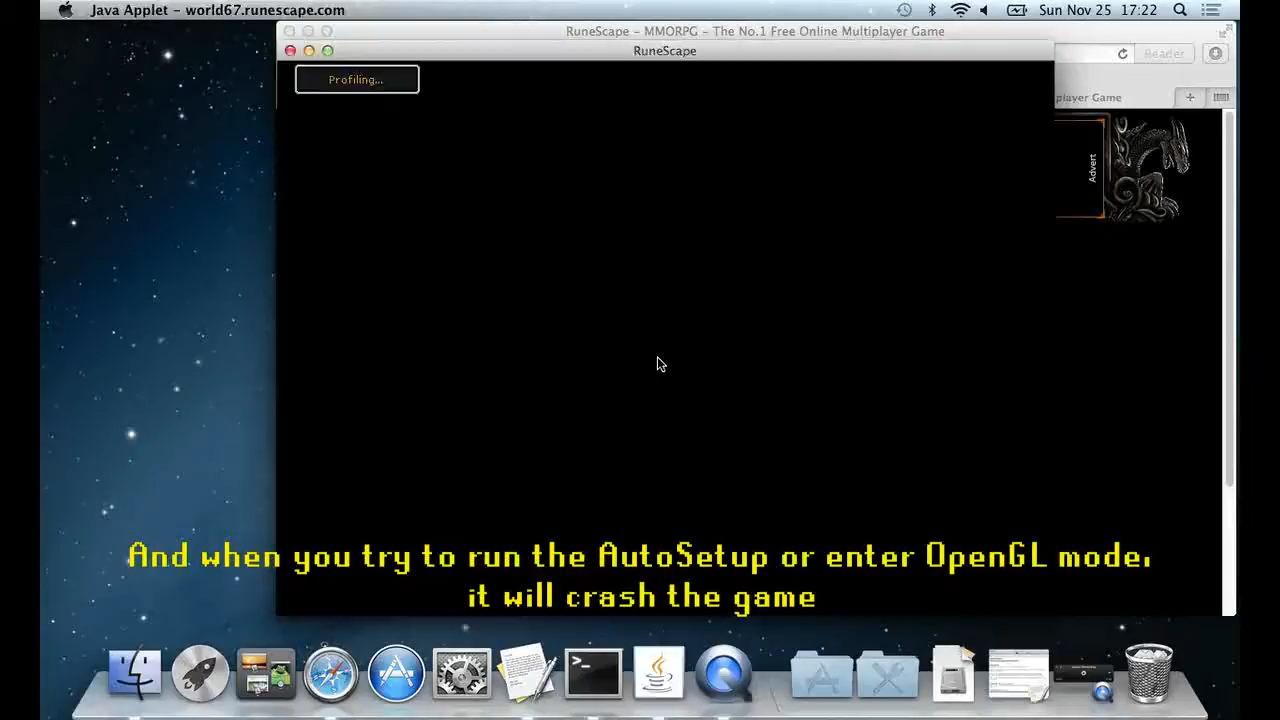 Java Applet – world67.runescape.com
Sun Nov 25 17:22
RuneScape – MMORPG – The No.1 Free Online Multiplayer Game
RuneScape
Reader
Profiling...
player Game
Advert
And when you try to run the AutoSetup or enter OpenGL mode,
it will crash the game